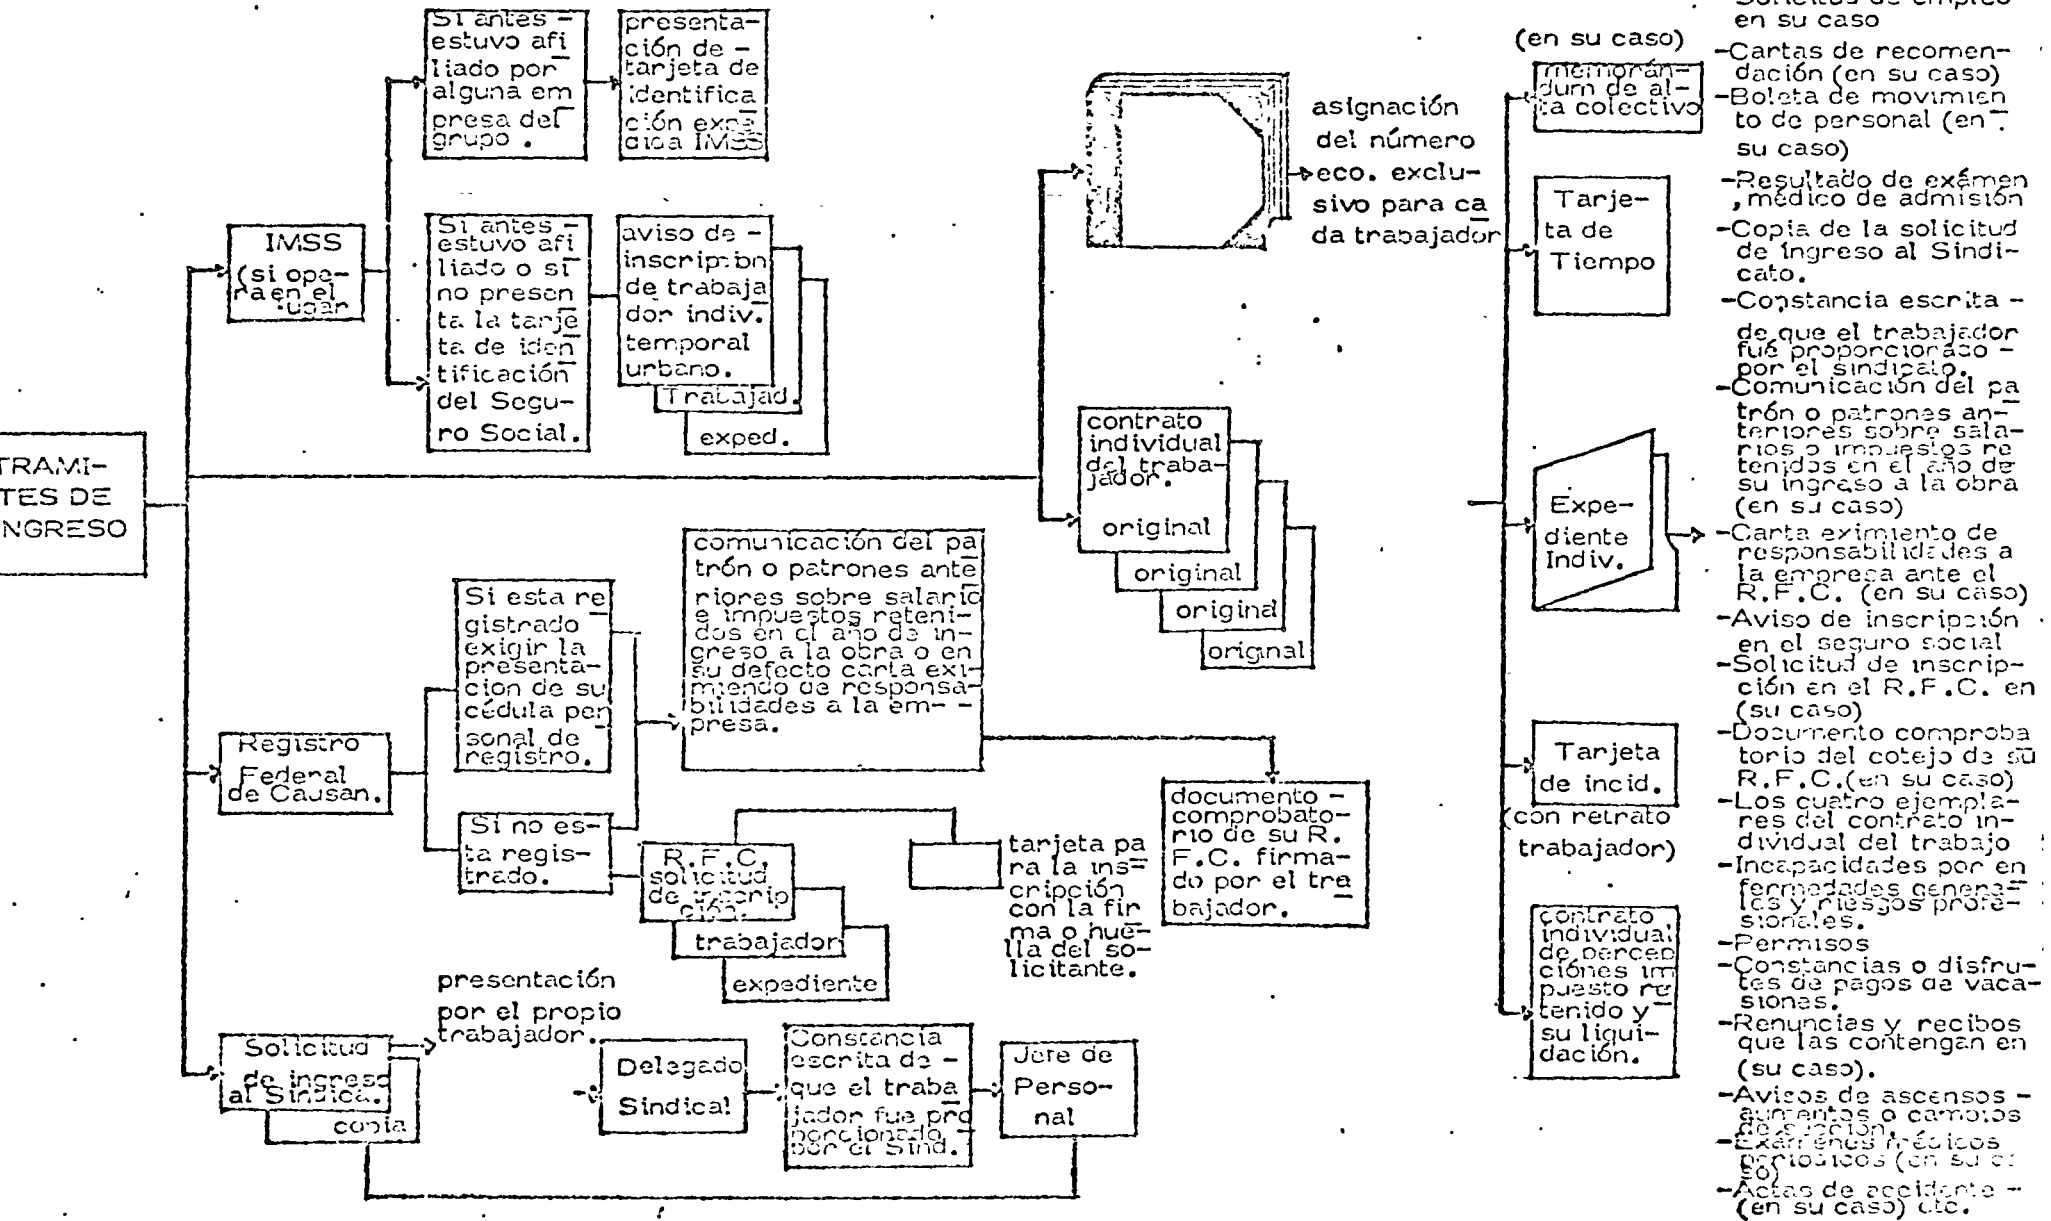 TRAMI-
TES DE
NGRESO
IMSS
(si ope-
ra en el
lugar
Si antes -
estuvo afi
liado por
alguna em
presa del
grupo .
presenta-
ción de -
tarjeta de
identifica
ción expe
dida IMSS
Si antes -
estuvo afi
liado o si
no presen
ta la tarje
ta de iden
tificación
del Segu-
ro Social.
aviso de -
inscripción
de trabaja
dor indiv.
temporal
urbano.
Trabajad.
exped.
Registro
Federal
de Causan.
Si esta re
gistrado
exigir la
presenta-
cion de su
cédula per
sonal de
registro.
Si no es-
ta regis-
trado.
comunicación del pa
trón o patrones ante
riores sobre salario
e impuestos reteni-
dos en el año de in-
greso a la obra o en
su defecto carta exi-
miendo de responsa-
bilidades a la em- -
presa.
R.F.C.
solicitud
de inscrip
ción.
trabajador
expediente
tarjeta pa
ra la ins-
cripción
con la fir
ma o hue-
lla del so-
licitante.
documento -
comprobato-
rio de su R.
F.C. firma-
do por el tra
bajador.
Solicitud
de ingreso
al Sindica.
copia
presentación
por el propio
trabajador.
Delegado
Sindical
Constancia
escrita de -
que el traba
jador fue pro
porcionado -
por el Sind.
Jefe de
Perso-
nal
asignación
del número
eco. exclu-
sivo para ca
da trabajador
contrato
individual
del traba-
jador.
original
original
original
original
(en su caso)
memorán-
dum de al-
ta colectivo
Tarje-
ta de
Tiempo
Expe-
diente
Indiv.
Tarjeta
de incid.
(con retrato
trabajador)
contrato
individual
de percep
ciónes im
puesto re
tenido y
su liqui-
dación.
Solicitud de empleo
en su caso
-Cartas de recomen-
dación (en su caso)
-Boleta de movimien
to de personal (en -
su caso)
-Resultado de exámen
médico de admisión
-Copia de la solicitud
de ingreso al Sindi-
cato.
-Constancia escrita -
de que el trabajador
fué proporcionado -
por el sindicato.
-Comunicación del pa
trón o patrones an-
teriores sobre sala-
rios o impuestos re
tenidos en el año de
su ingreso a la obra
(en su caso)
-Carta eximiento de
responsabilidades a
la empresa ante el
R.F.C. (en su caso)
-Aviso de inscripción
en el seguro social
-Solicitud de inscrip-
ción en el R.F.C. en
(su caso)
-Documento comproba
torio del cotejo de su
R.F.C.(en su caso)
-Los cuatro ejempla-
res del contrato in-
dividual del trabajo
-Incapacidades por en
fermedades genera-
les y riesgos profe-
sionales.
-Permisos
-Constancias o disfru-
tes de pagos de vaca-
siones.
-Renuncias y recibos
que las contengan en
(su caso).
-Avisos de ascensos -
aumentos o cambios
de
-Exámenes médicos
periódicos (en su ca
so)
-Actas de accidente -
(en su caso) etc.